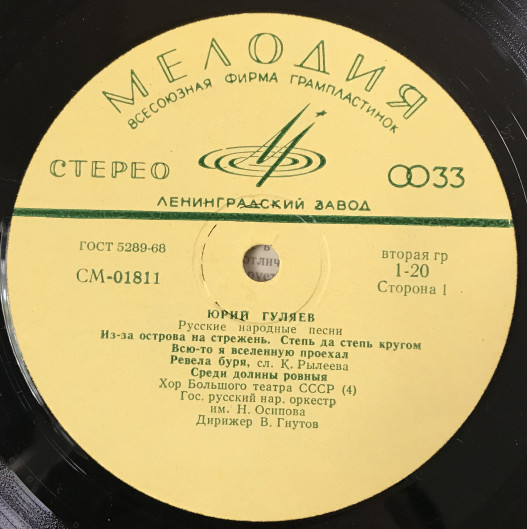 МЕЛОДИЯ
ВСЕСОЮЗНАЯ ФИРМА ГРАМПЛАСТИНОК
СТЕРЕО
33
ЛЕНИНГРАДСКИЙ ЗАВОД
ГОСТ 5289-68
вторая гр
СМ-01811
1-20
Сторона 1
в
отлич
ЮРИЙ ГУЛЯЕВ
Русские народные песни
Из-за острова на стрежень. Степь да степь кругом
Всю-то я вселенную проехал
Ревела буря, сл. К. Рылеева
Среди долины ровныя
Хор Большого театра СССР (4)
Гос. русский нар. оркестр
им. Н. Осипова
Дирижер В. Гнутов